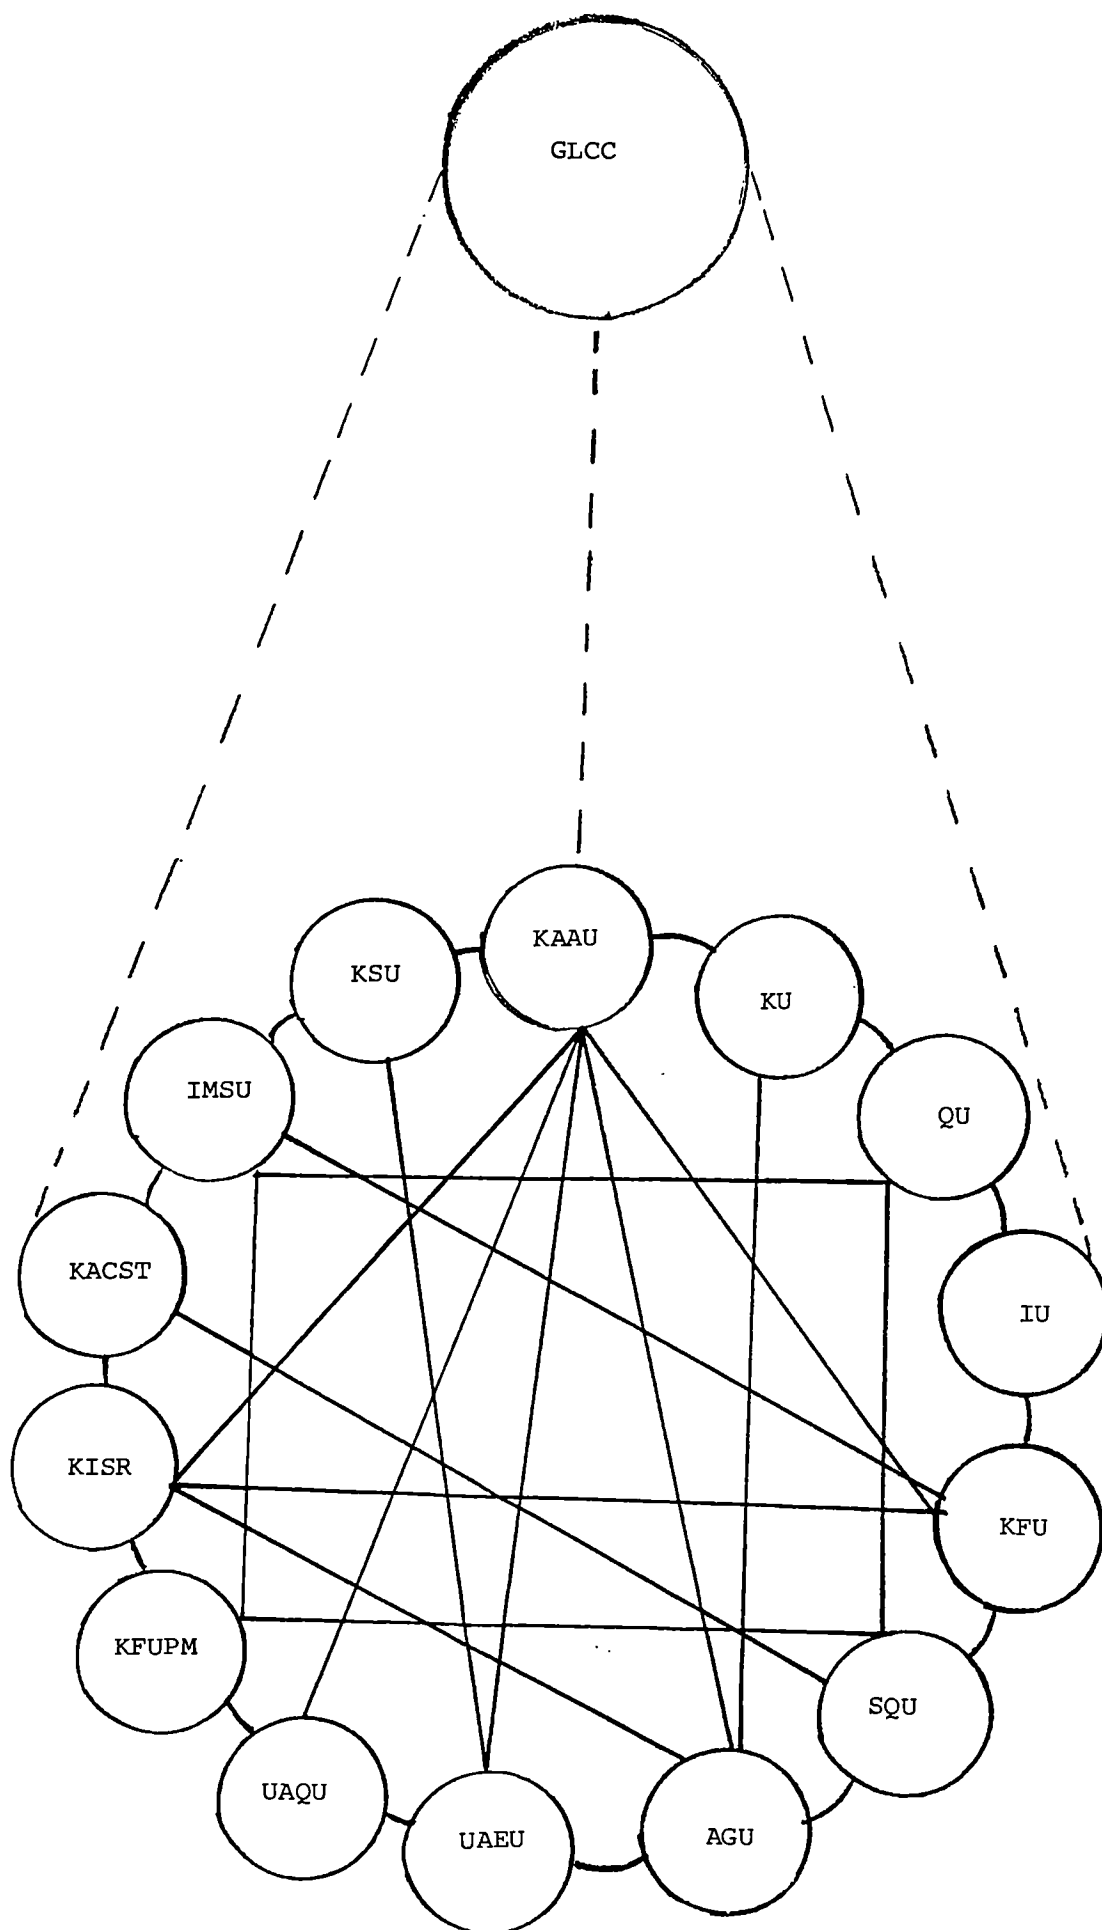 GLCC
KAAU
KSU
KU
IMSU
QU
KACST
IU
KISR
KFU
KFUPM
SQU
UAQU
UAEU
AGU